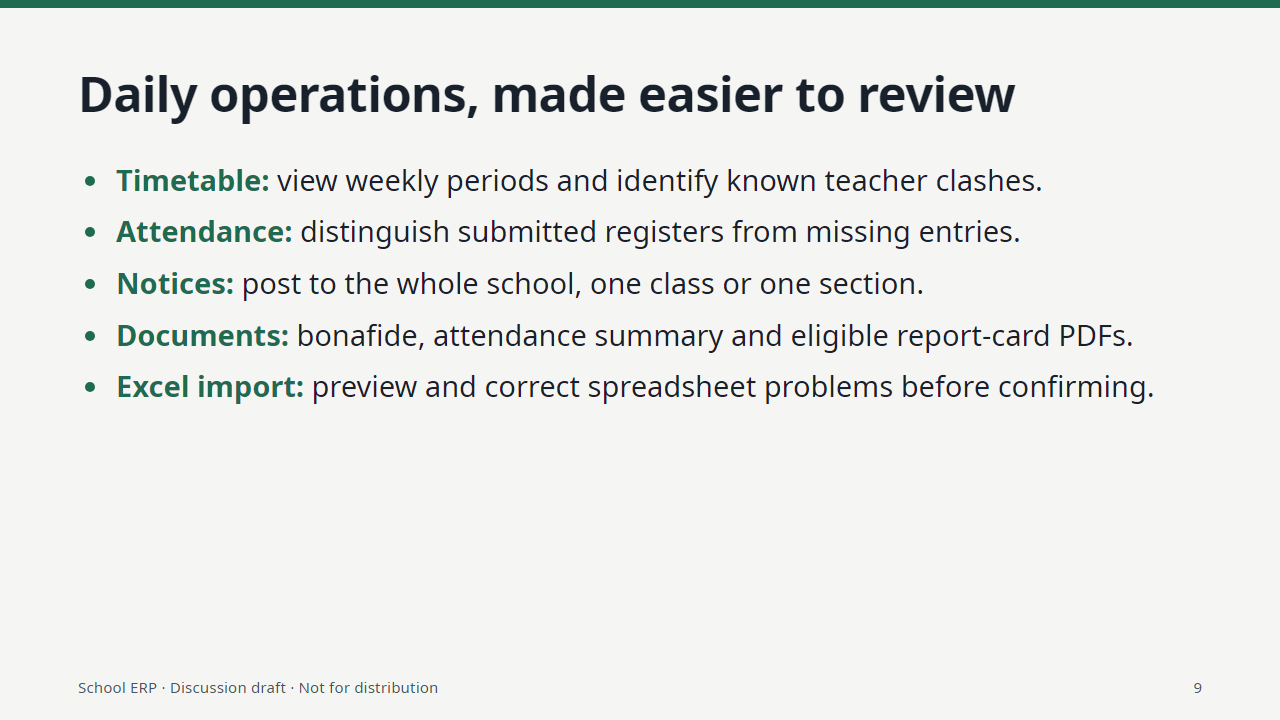 Daily operations, made easier to review
• Timetable: view weekly periods and identify known teacher clashes.
• Attendance: distinguish submitted registers from missing entries.
• Notices: post to the whole school, one class or one section.
• Documents: bonafide, attendance summary and eligible report-card PDFs.
• Excel import: preview and correct spreadsheet problems before confirming.
School ERP · Discussion draft · Not for distribution
9